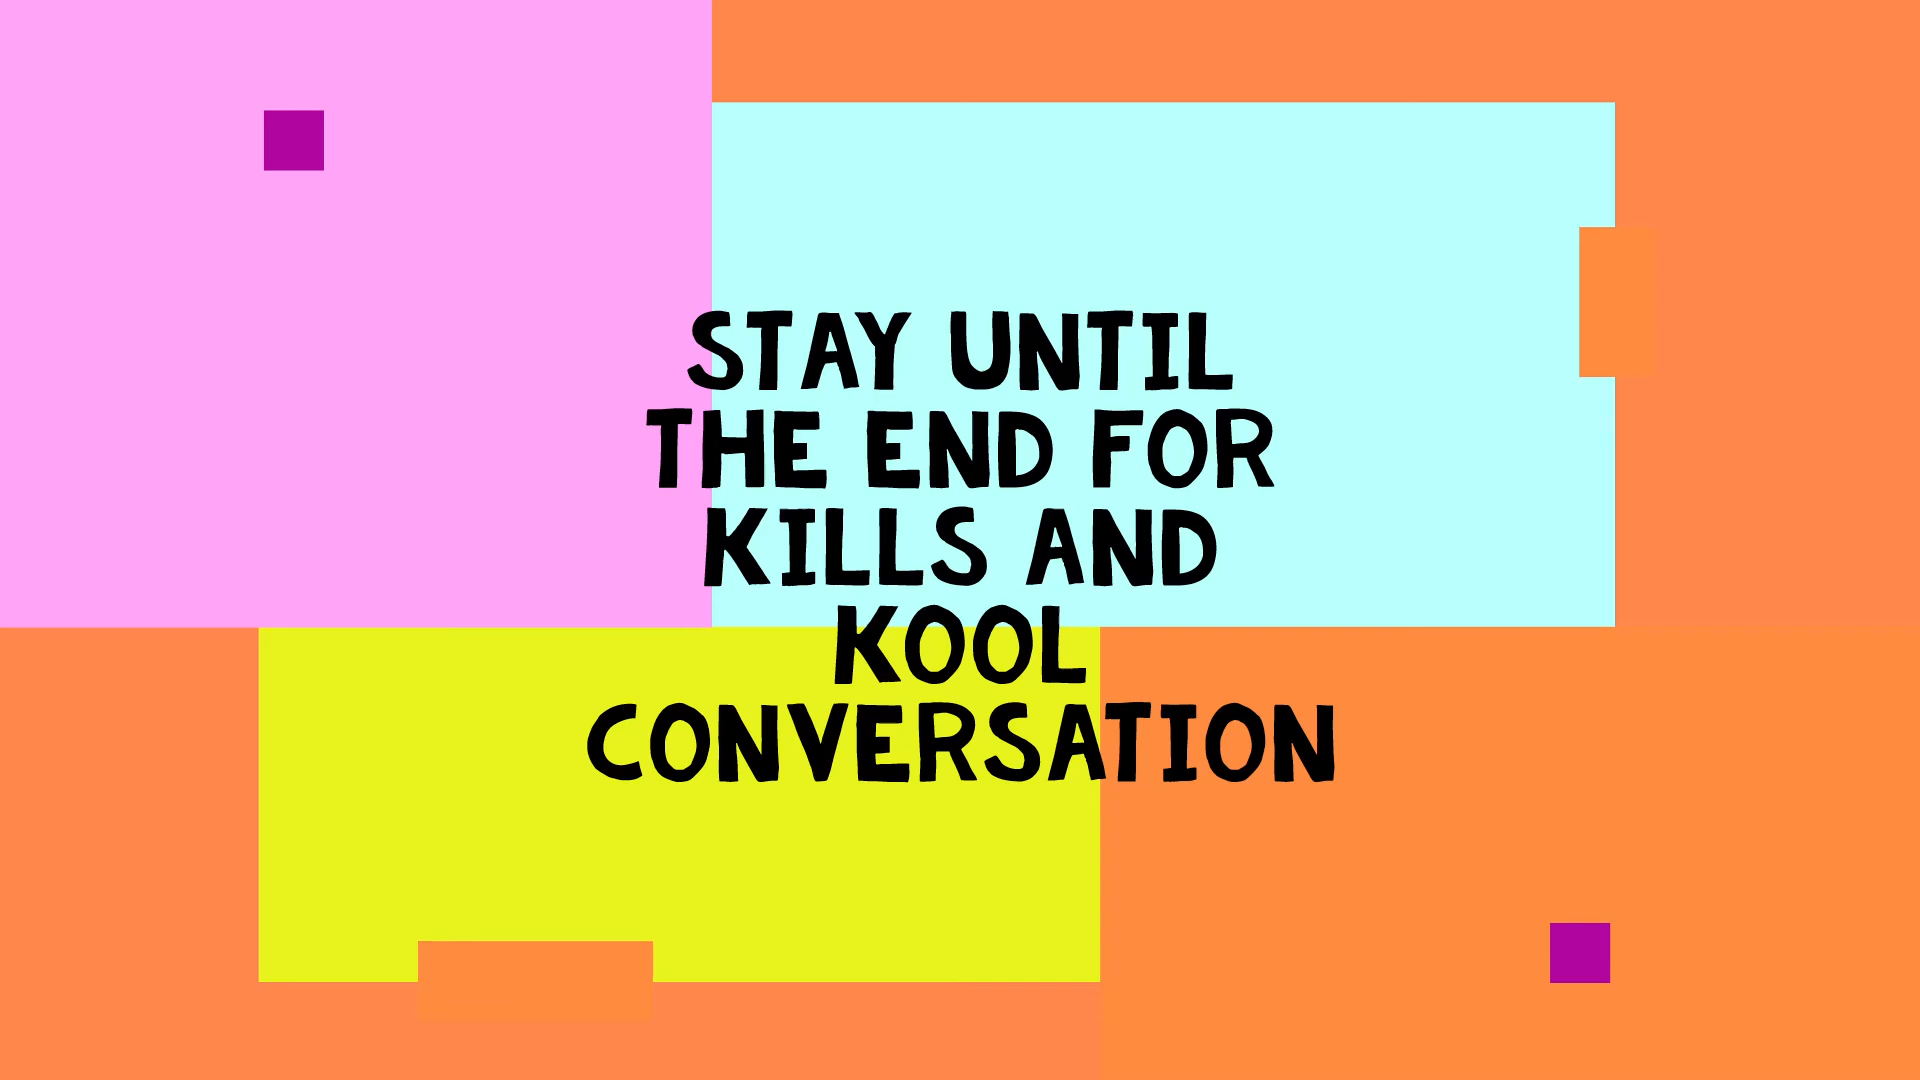 STAY UNTIL
THE END FOR
KILLS AND
KOOL
CONVERSATION